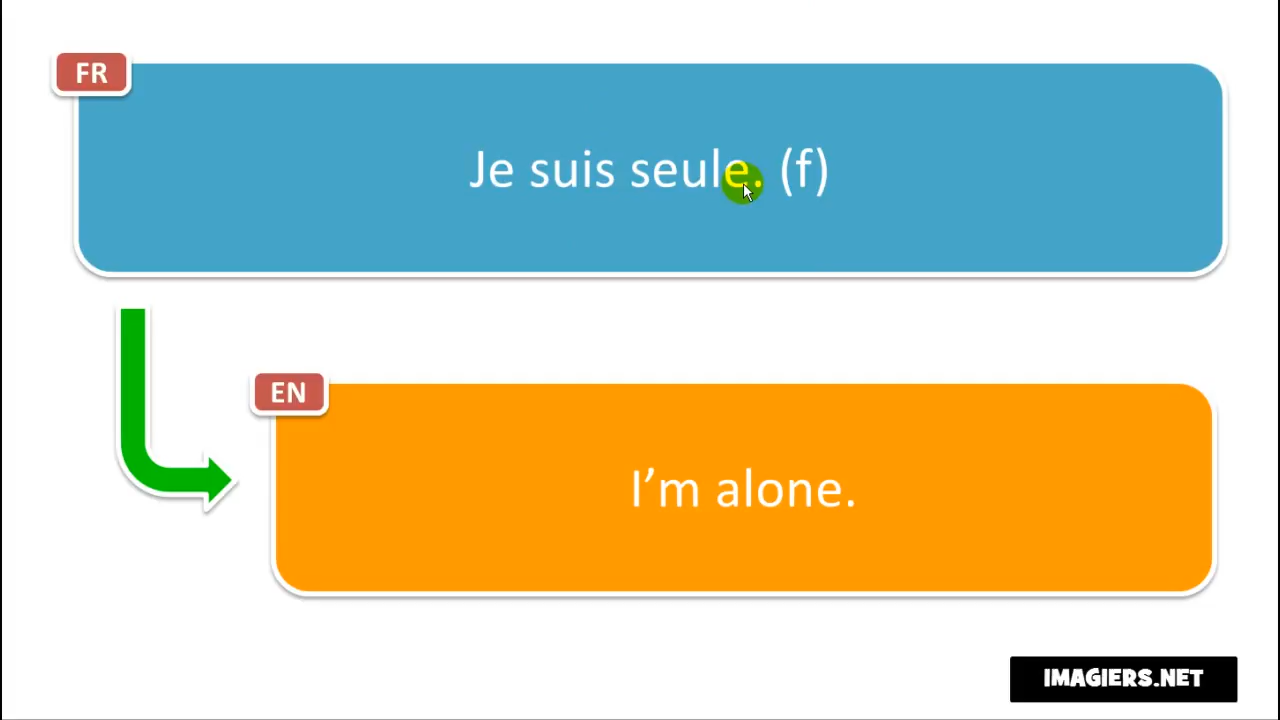 FR
Je suis seule. (f)
EN
I’m alone.
IMAGIERS.NET